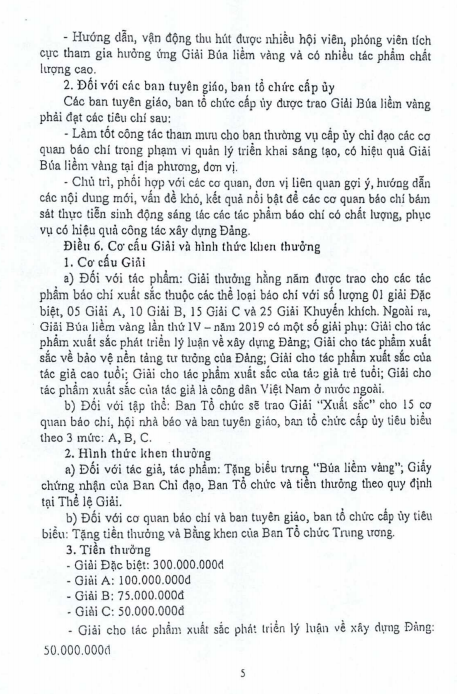 - Hướng dẫn, vận động thu hút được nhiều hội viên, phóng viên tích
cực tham gia hưởng ứng Giải Búa liềm vàng và có nhiều tác phẩm chất
lượng cao.
2. Đối với các ban tuyên giáo, ban tổ chức cấp ủy
Các ban tuyên giáo, ban tổ chức cấp ủy được trao Giải Búa liềm vàng
phải đạt các tiêu chí sau:
- Làm tốt công tác tham mưu cho ban thường vụ cấp ủy chỉ đạo các cơ
quan báo chí trong phạm vi quản lý triển khai sáng tạo, có hiệu quả Giải
Búa liềm vàng tại địa phương, đơn vị.
- Chủ trì, phối hợp với các cơ quan, đơn vị liên quan gợi ý, hướng dẫn
các nội dung mới, vấn đề khó, kết quả nổi bật để các cơ quan báo chí bám
sát thực tiễn sinh động sáng tác các tác phẩm báo chí có chất lượng, phục
vụ có hiệu quả công tác xây dựng Đảng.
Điều 6. Cơ cấu Giải và hình thức khen thưởng
1. Cơ cấu Giải
a) Đối với tác phẩm: Giải thưởng hằng năm được trao cho các tác
phẩm báo chí xuất sắc thuộc các thể loại báo chí với số lượng 01 giải Đặc
biệt, 05 Giải A, 10 Giải B, 15 Giải C và 25 Giải Khuyến khích. Ngoài ra,
Giải Búa liềm vàng lần thứ IV – năm 2019 có một số giải phụ: Giải cho tác
phẩm xuất sắc phát triển lý luận về xây dựng Đảng; Giải cho tác phẩm xuất
sắc về bảo vệ nền tảng tư tưởng của Đảng; Giải cho tác phẩm xuất sắc của
tác giả cao tuổi; Giải cho tác phẩm xuất sắc của tác giả trẻ tuổi; Giải cho
tác phẩm xuất sắc của tác giả là công dân Việt Nam ở nước ngoài.
b) Đối với tập thể: Ban Tổ chức sẽ trao Giải “Xuất sắc” cho 15 cơ
quan báo chí, hội nhà báo và ban tuyên giáo, ban tổ chức cấp ủy tiêu biểu
theo 3 mức: A, B, C.
2. Hình thức khen thưởng
a) Đối với tác giả, tác phẩm: Tặng biểu trưng “Búa liềm vàng”; Giấy
chứng nhận của Ban Chỉ đạo, Ban Tổ chức và tiền thưởng theo quy định
tại Thể lệ Giải.
b) Đối với cơ quan báo chí và ban tuyên giáo, ban tổ chức cấp ủy tiêu
biểu: Tặng tiền thưởng và Bằng khen của Ban Tổ chức Trung ương.
3. Tiền thưởng
- Giải Đặc biệt: 300.000.000đ
- Giải A: 100.000.000đ
- Giải B: 75.000.000đ
- Giải C: 50.000.000đ
- Giải cho tác phẩm xuất sắc phát triển lý luận về xây dựng Đảng:
50.000.000đ
5